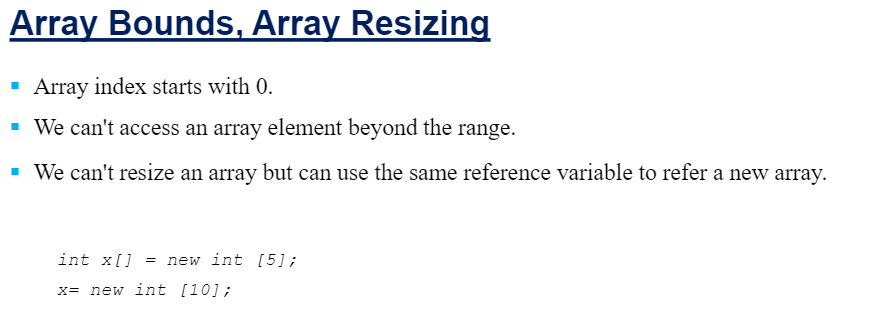 Array Bounds, Array Resizing
Array index starts with 0.
We can't access an array element beyond the range.
We can't resize an array but can use the same reference variable to refer a new array.
int x[] = new int [5];
x= new int [10];